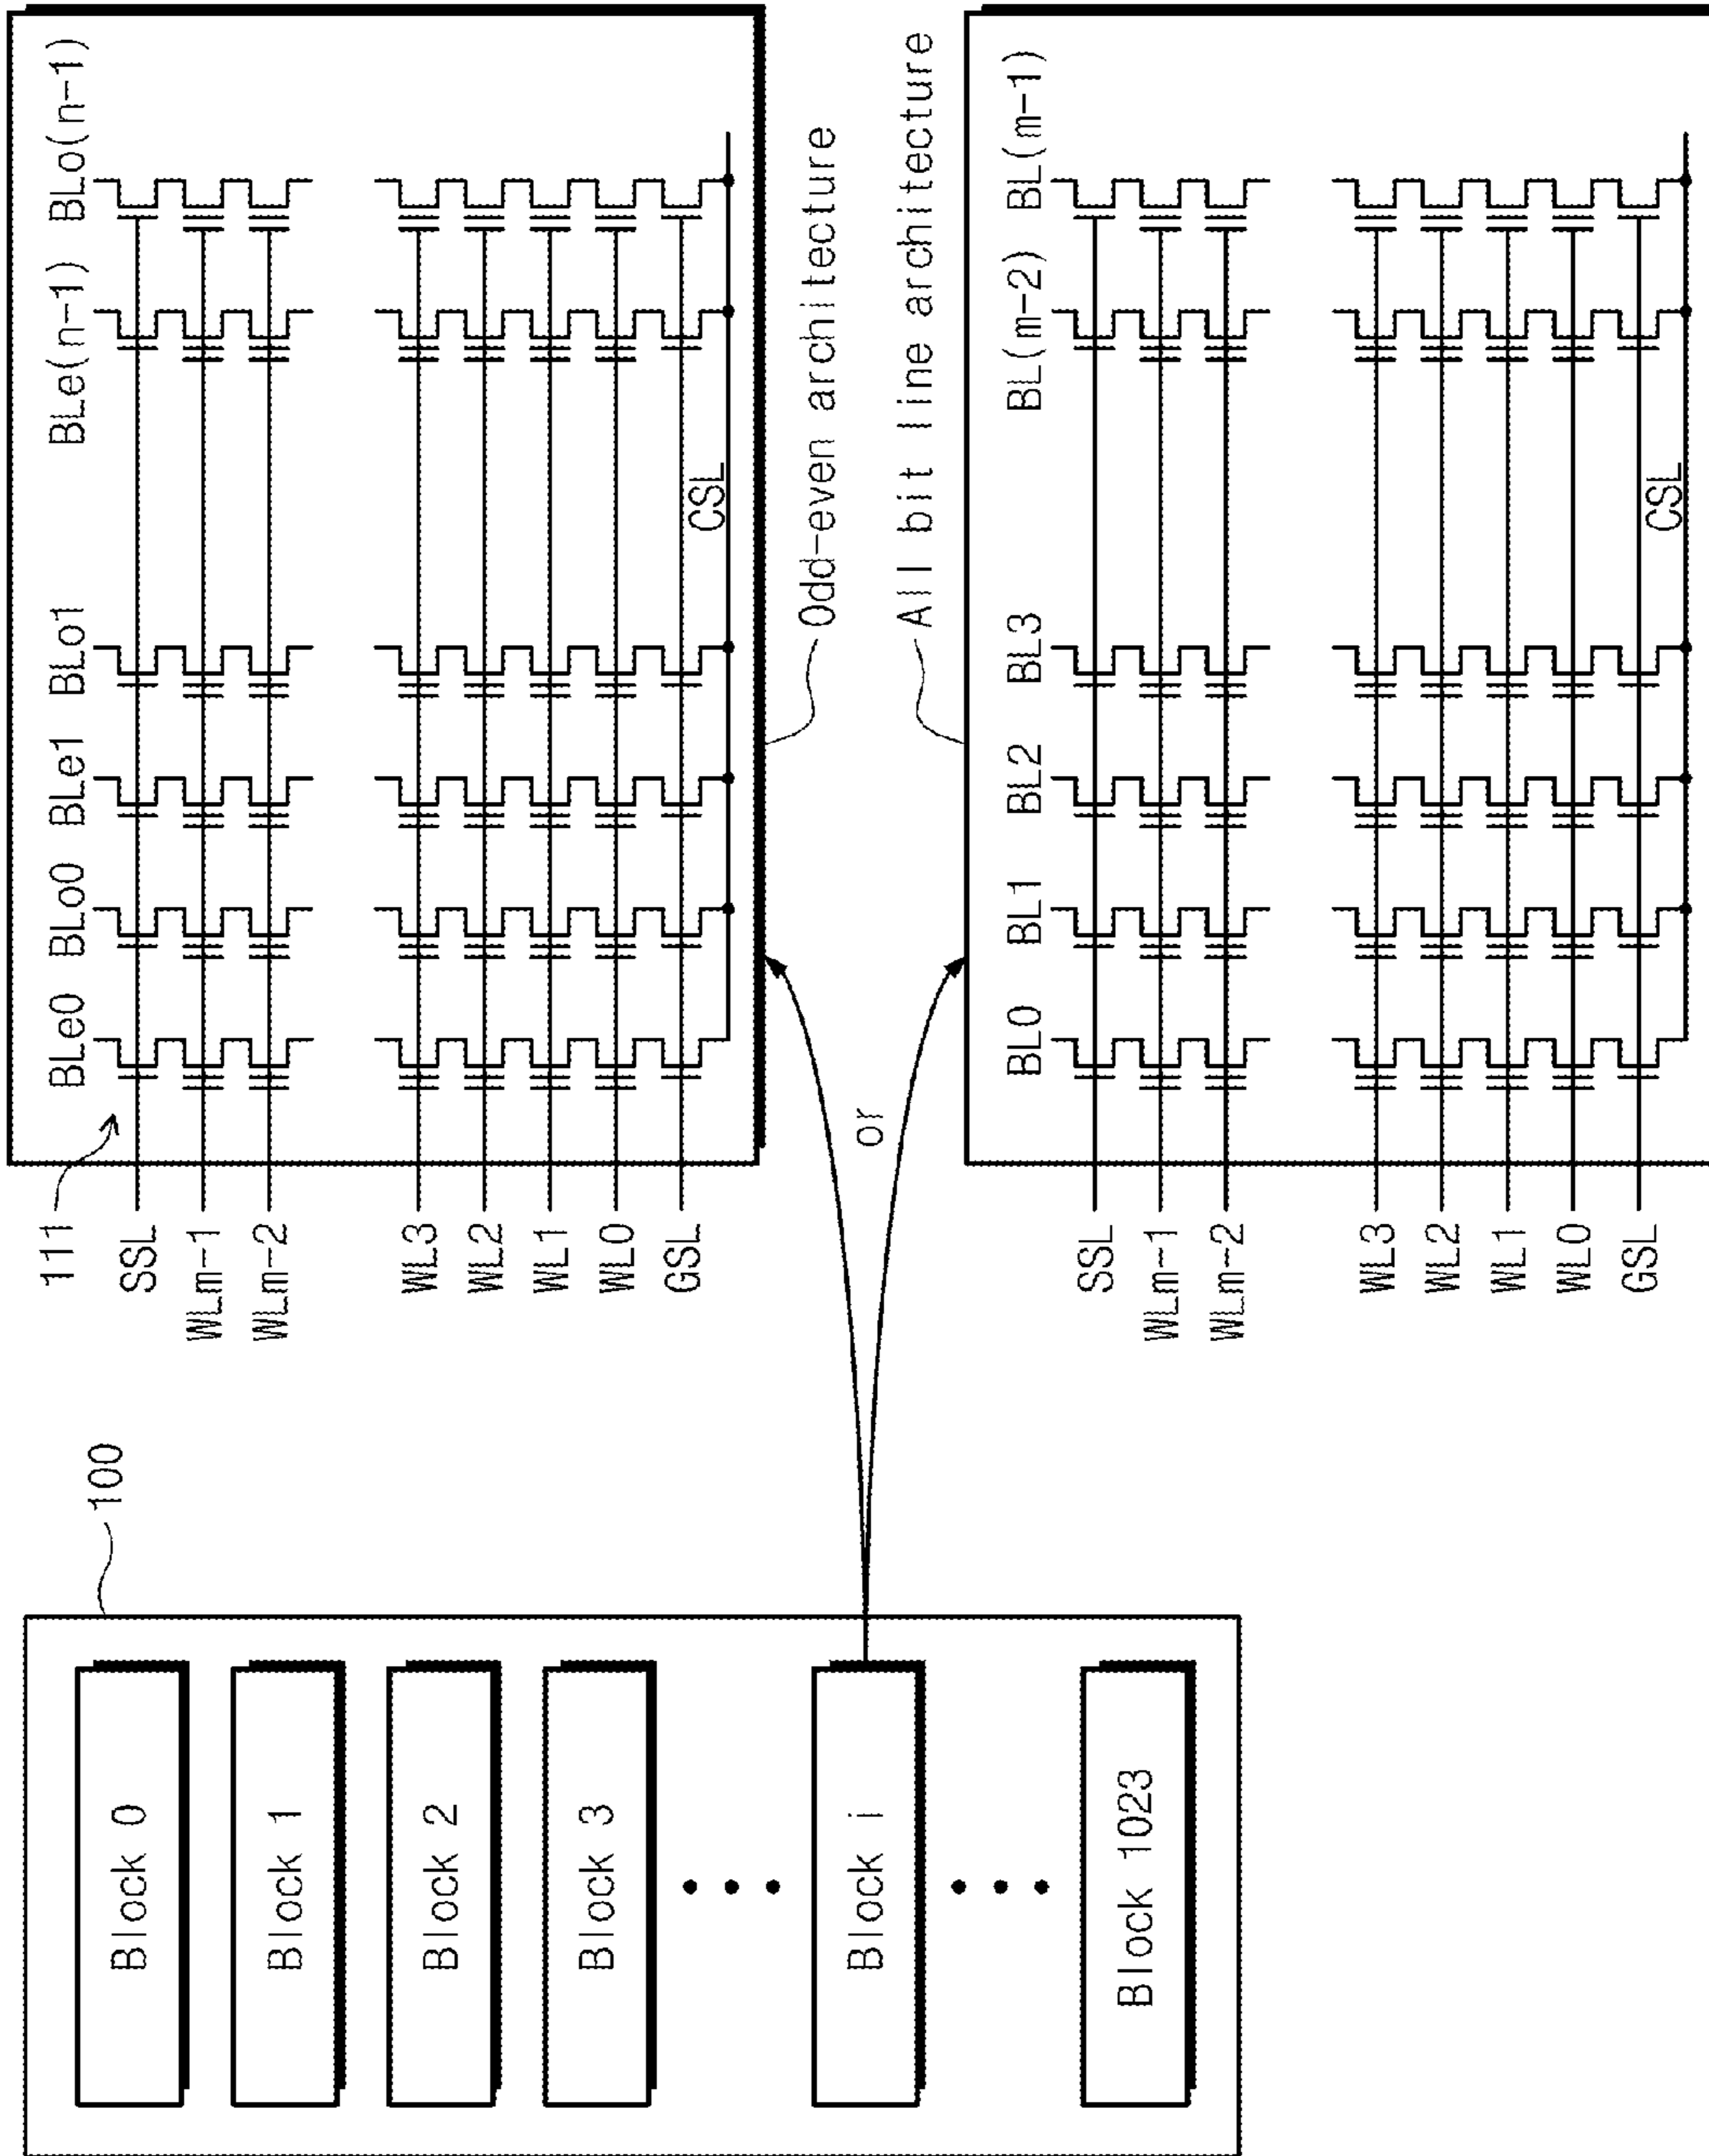 100
Block 0
Block 1
Block 2
Block 3
Block i
Block 1023
or
111
BLe0 BLo0 BLe1 BLo1 BLe(n-1) BLo(n-1)
SSL
WLm-1
WLm-2
WL3
WL2
WL1
WL0
GSL
CSL
Odd-even architecture
All bit line architecture
BL0 BL1 BL2 BL3 BL(m-2) BL(m-1)
SSL
WLm-1
WLm-2
WL3
WL2
WL1
WL0
GSL
CSL